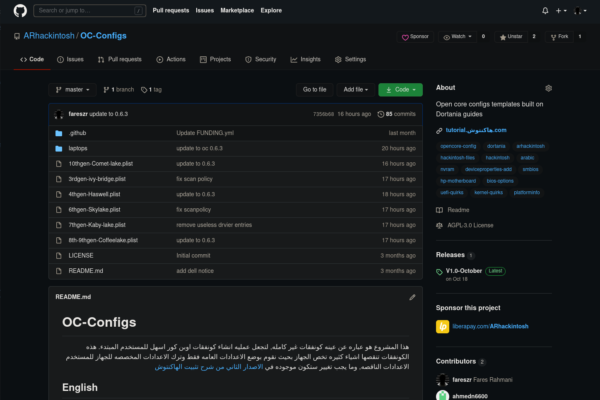 Search or jump to... /
Pull requests Issues Marketplace Explore
ARhackintosh / OC-Configs
Sponsor Watch 0 Unstar 2 Fork 1
Code Issues Pull requests Actions Projects Security Insights Settings
master 1 branch 1 tag Go to file Add file Code
fareszr update to 0.6.3 16 hours ago 85 commits
.github Update FUNDING.yml last month
laptops update to oc 0.6.3 20 hours ago
10thgen-Comet-lake.plist update to 0.6.3 16 hours ago
3rdgen-ivy-bridge.plist fix scan policy 17 hours ago
4thgen-Haswell.plist update to 0.6.3 18 hours ago
6thgen-Skylake.plist fix scanpolicy 17 hours ago
7thgen-Kaby-lake.plist remove useless drvier entries 17 hours ago
8th-9thgen-Coffeelake.plist update to 0.6.3 17 hours ago
LICENSE Initial commit 3 months ago
README.md add dell notice 3 months ago
README.md
OC-Configs
هذا المشروع هو عباره عن عينه كونفقات غير كامله. لتجعل عمليه انشاء كونفقات اوبن كور اسهل للمستخدم المبتدء. هذه
الكونفقات تنقصها اشياء كثيره تخص الجهاز بحيث نقوم بوضع الاعدادات العامه فقط وترك الاعدادات المخصصه للجهاز للمستخدم
الاعدادات الناقصه. وما يجب تغيير ستكون موجوده في الاصدار الثاني من شرح تثبيت الهاكنتوش
English
About
Open core configs templates built on
Dortania guides
tutorial.هاكنتوش.com
opencore-config dortania arhackintosh
hackintosh-files hackintosh arabic
nvram deviceproperties-add amdosx
hp-motherboard bios-options
usdt-quirks kernel-quirks platforminfo
Readme
AGPL-3.0 License
Releases 1
V1.0-October Latest
on Oct 18
Sponsor this project
liberapay.com/ARhackintosh
Contributors 2
fareszr Fares Rahmani
ahmedn6600